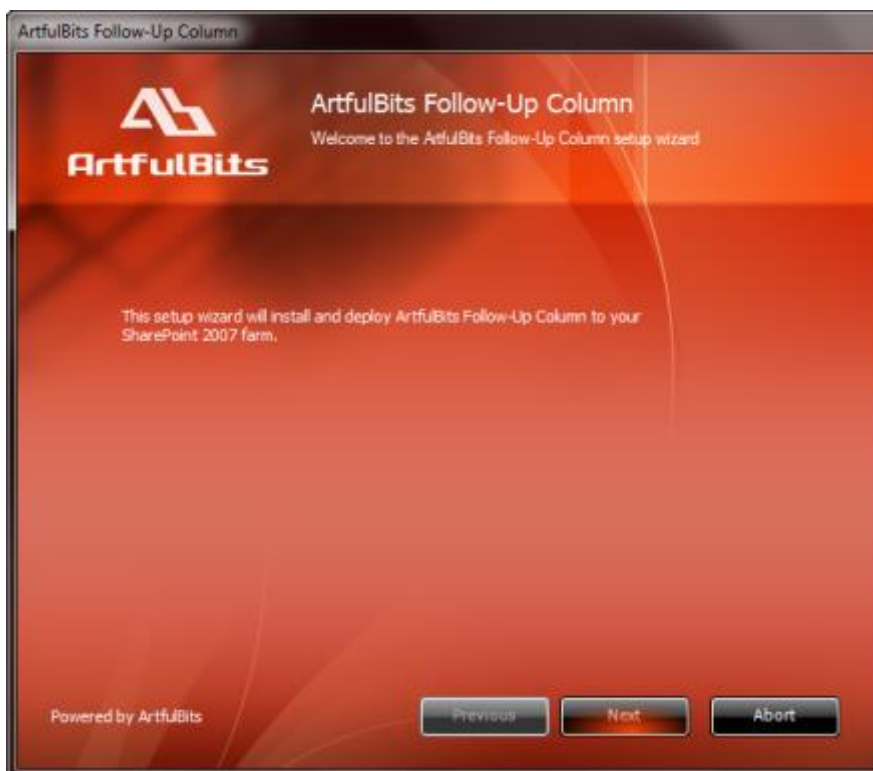 ArtfulBits Follow-Up Column
ArtfulBits
ArtfulBits Follow-Up Column
Welcome to the ArtfulBits Follow-Up Column setup wizard
This setup wizard will install and deploy ArtfulBits Follow-Up Column to your
SharePoint 2007 farm.
Powered by ArtfulBits
Previous
Next
Abort